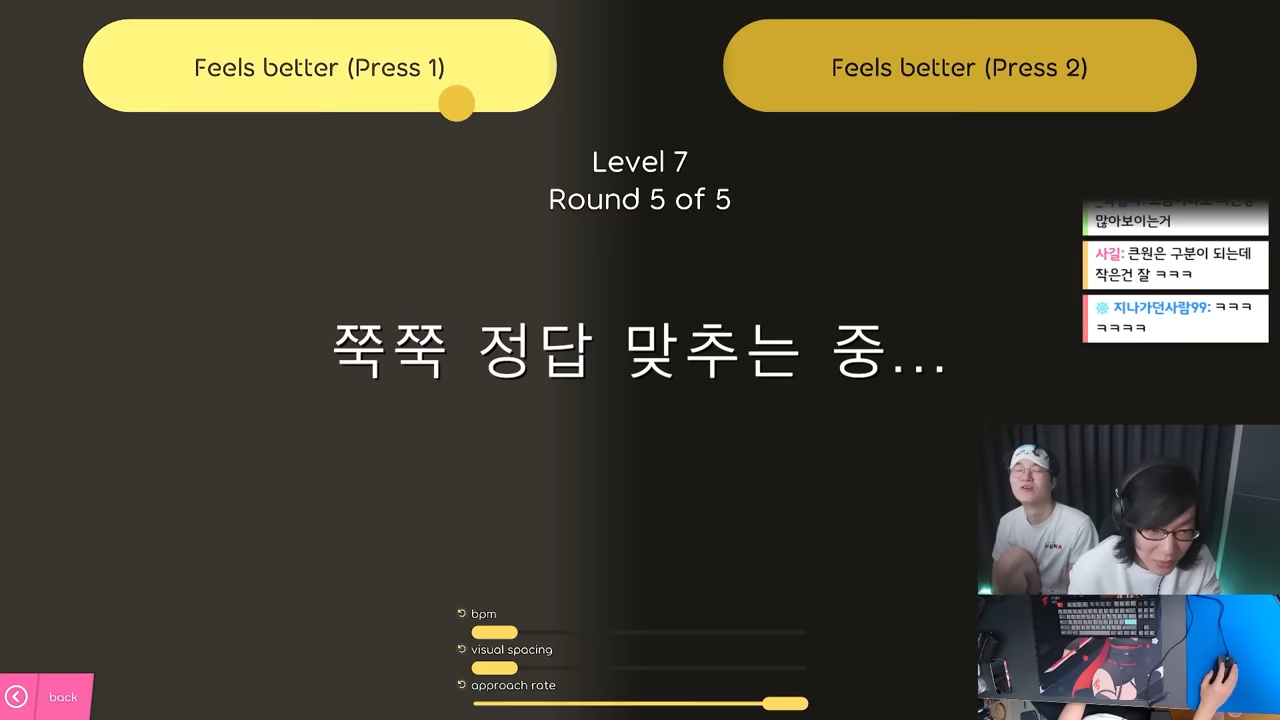 Feels better (Press 1)
Feels better (Press 2)
Level 7
Round 5 of 5
많아보이는거
사길: 큰원은 구분이 되는데
작은건 잘 ㅋㅋㅋ
지나가던사람99: ㅋㅋㅋ
ㅋㅋㅋㅋ
쭉쭉 정답 맞추는 중...
bpm
visual spacing
approach rate
back